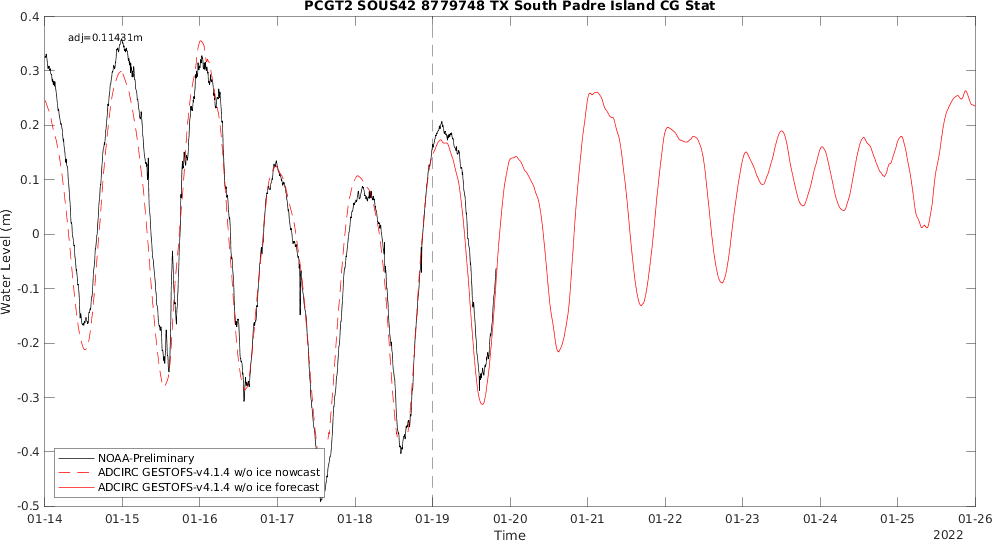 PCGT2 SOUS42 8779748 TX South Padre Island CG Stat
adj=0.11431m
0.4
0.3
0.2
0.1
0
-0.1
-0.2
-0.3
-0.4
-0.5
Water Level (m)
NOAA-Preliminary
ADCIRC GESTOFS-v4.1.4 w/o ice nowcast
ADCIRC GESTOFS-v4.1.4 w/o ice forecast
01-14 01-15 01-16 01-17 01-18 01-19 01-20 01-21 01-22 01-23 01-24 01-25 01-26
Time
2022